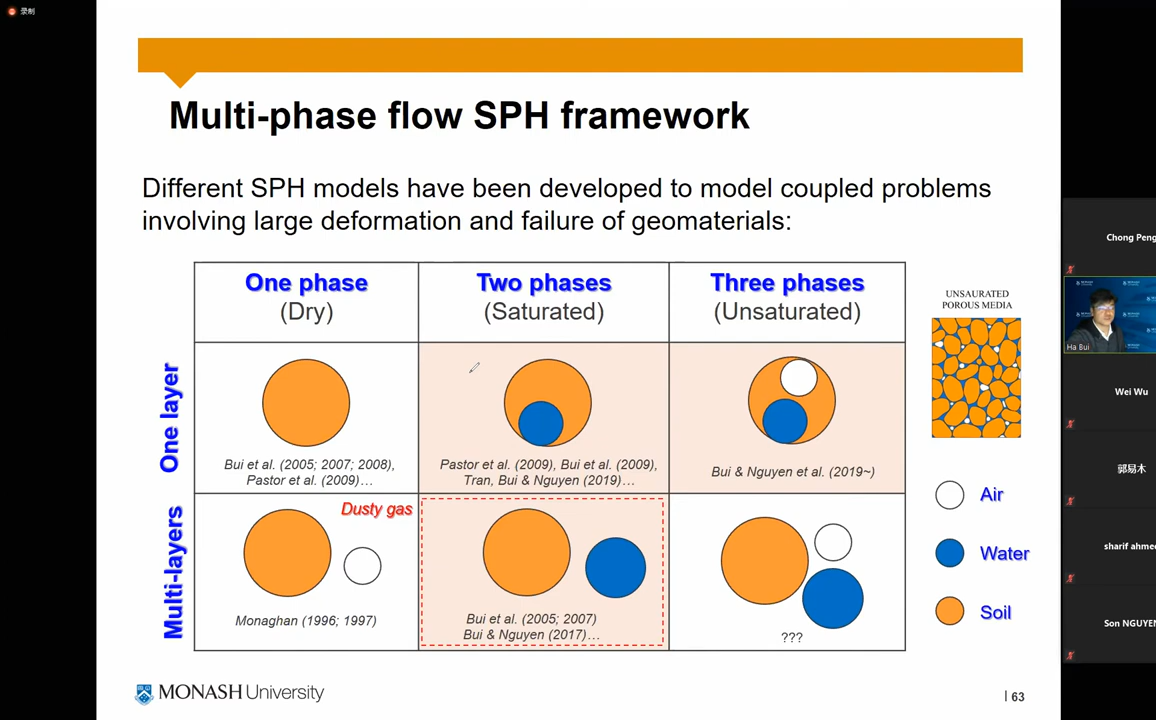 录制
Multi-phase flow SPH framework
Different SPH models have been developed to model coupled problems
involving large deformation and failure of geomaterials:
One phase
(Dry)
Two phases
(Saturated)
Three phases
(Unsaturated)
One layer
Bui et al. (2005; 2007; 2008),
Pastor et al. (2009)…
Pastor et al. (2009), Bui et al. (2009),
Tran, Bui & Nguyen (2019)…
Bui & Nguyen et al. (2019~)
Multi-layers
Dusty gas
Monaghan (1996; 1997)
Bui et al. (2005; 2007)
Bui & Nguyen (2017)…
???
UNSAURATED
POROUS MEDIA
Air
Water
Soil
MONASH University
63
Chong Peng
Ha Bui
Wei Wu
郭易木
sharif ahme
Son NGUYEN